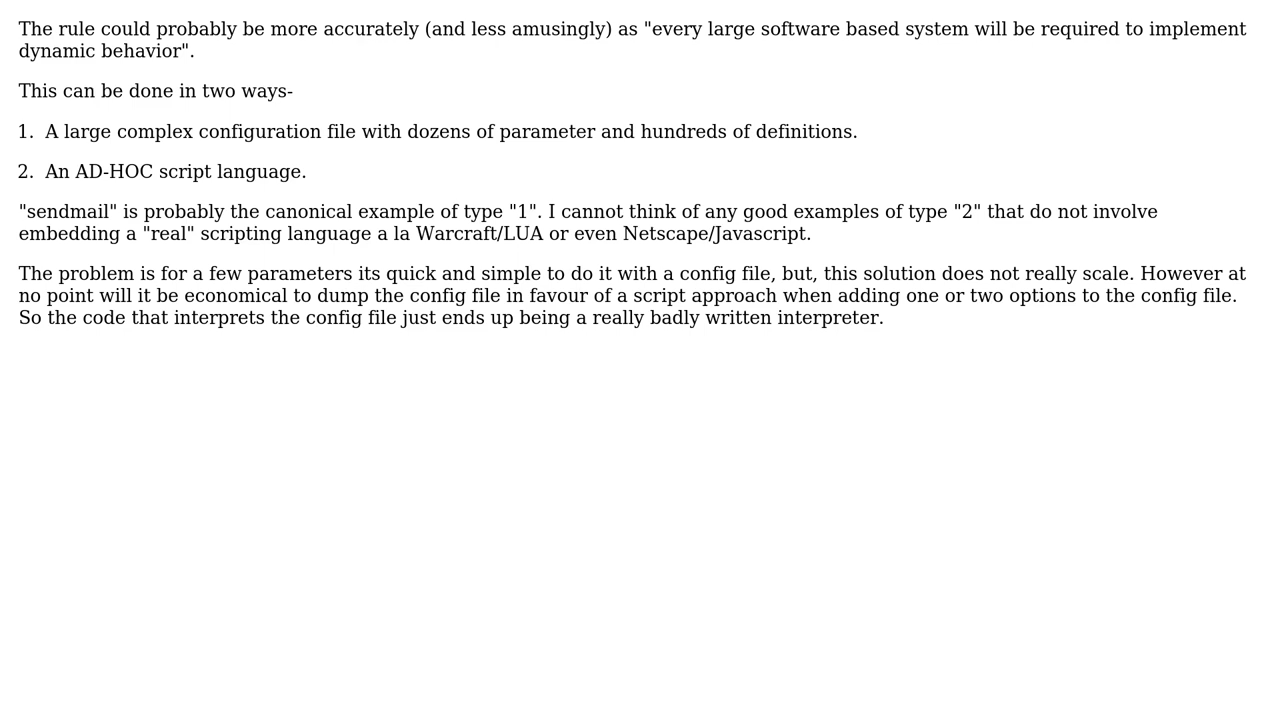 The rule could probably be more accurately (and less amusingly) as "every large software based system will be required to implement
dynamic behavior".
This can be done in two ways-
1. A large complex configuration file with dozens of parameter and hundreds of definitions.
2. An AD-HOC script language.
"sendmail" is probably the canonical example of type "1". I cannot think of any good examples of type "2" that do not involve
embedding a "real" scripting language a la Warcraft/LUA or even Netscape/Javascript.
The problem is for a few parameters its quick and simple to do it with a config file, but, this solution does not really scale. However at
no point will it be economical to dump the config file in favour of a script approach when adding one or two options to the config file.
So the code that interprets the config file just ends up being a really badly written interpreter.